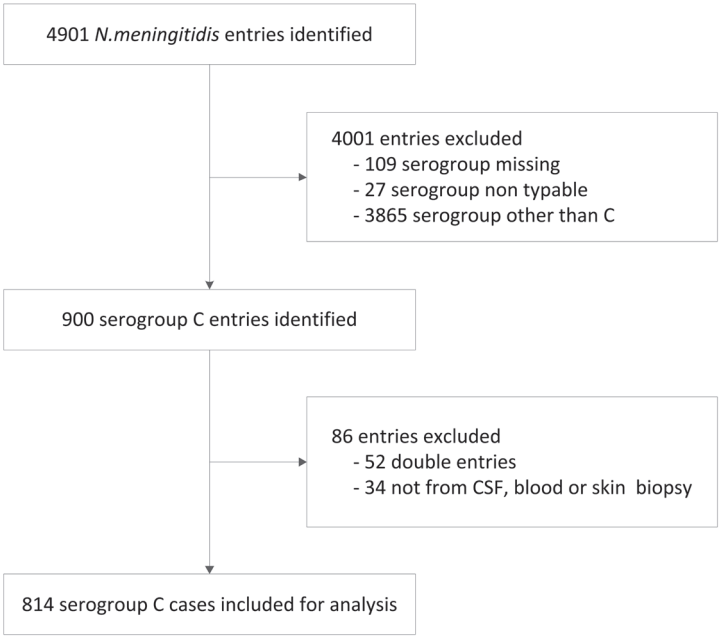 4901 N.meningitidis entries identified
4001 entries excluded
- 109 serogroup missing
- 27 serogroup non typable
- 3865 serogroup other than C
900 serogroup C entries identified
86 entries excluded
- 52 double entries
- 34 not from CSF, blood or skin biopsy
814 serogroup C cases included for analysis